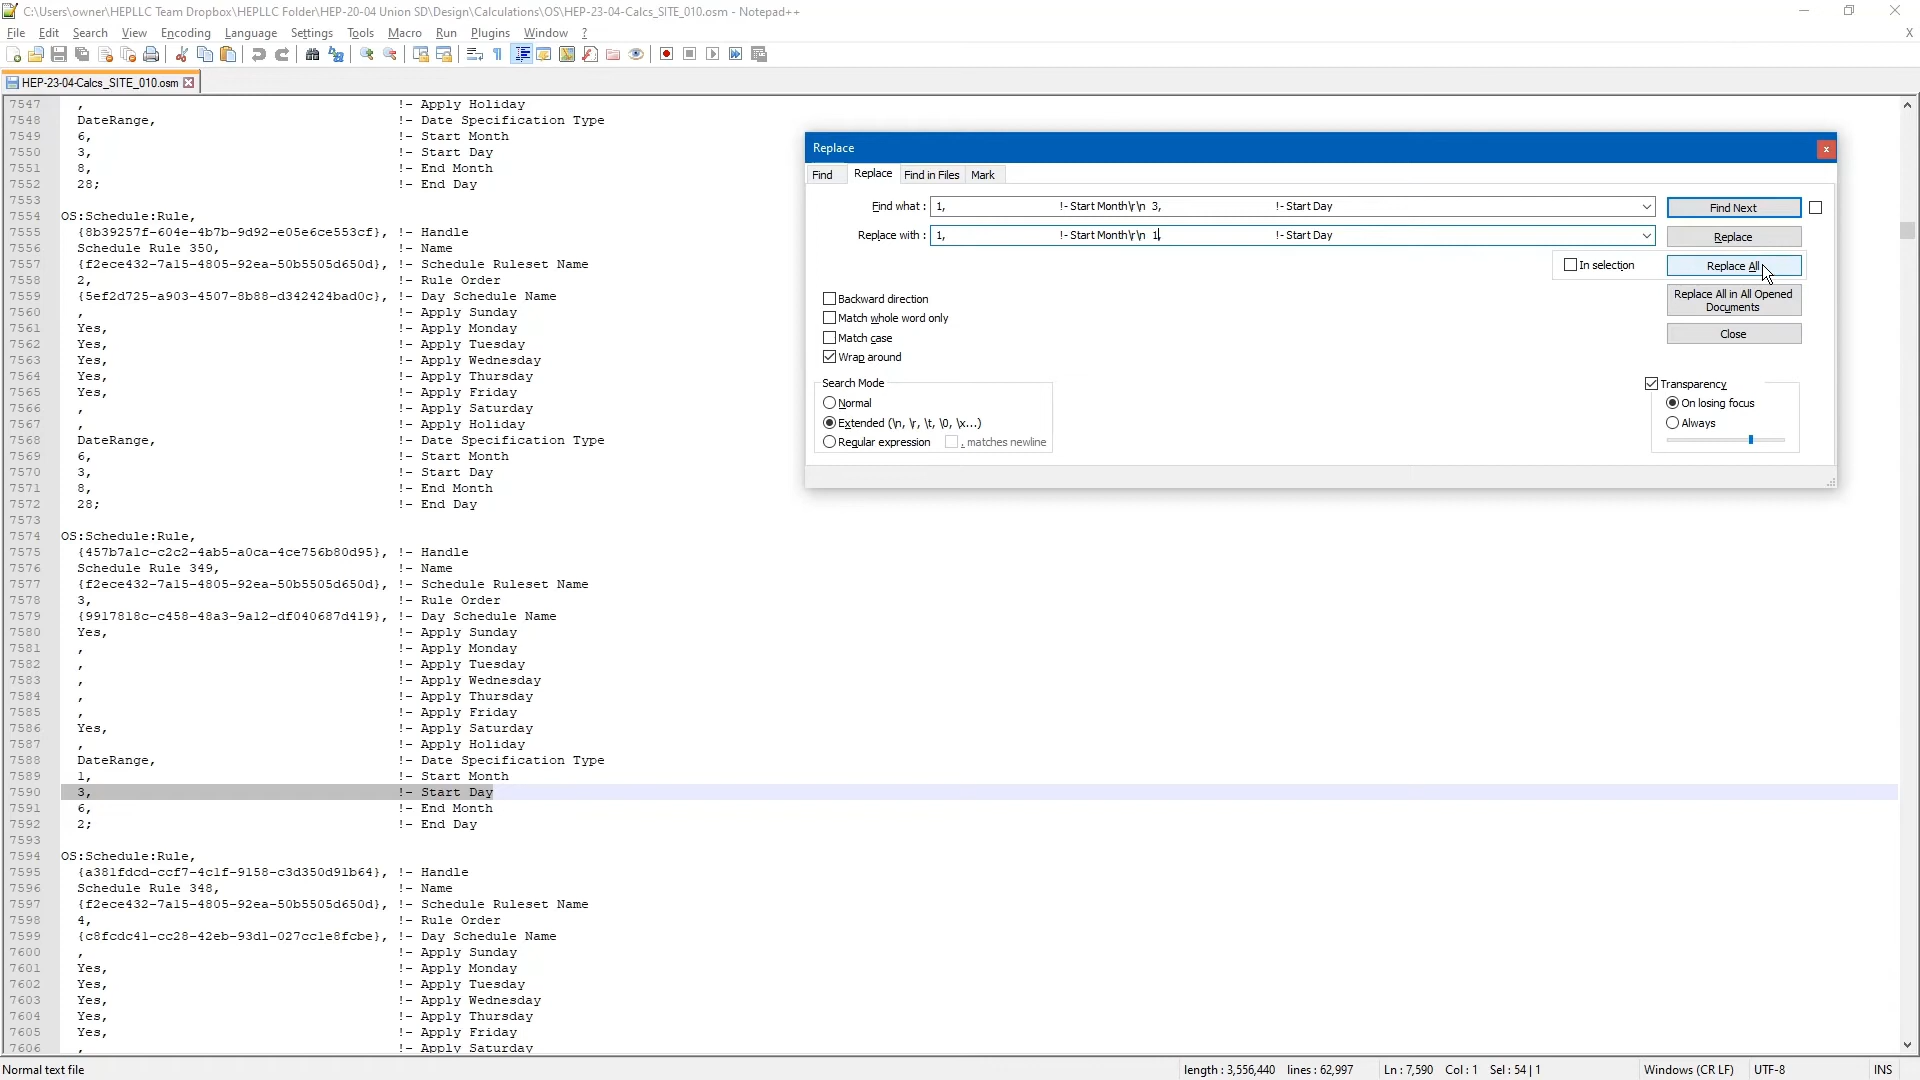 C:\Users\owner\HEPLLC Team Dropbox\HEPLLC Folder\HEP-20-04 Union SD\Design\Calculations\OS\HEP-23-04-Calcs_SITE_010.osm - Notepad++
File Edit Search View Encoding Language Settings Tools Macro Run Plugins Window ? X
HEP-23-04-Calcs_SITE_010.osm
7547 , !- Apply Holiday
7548 DateRange, !- Date Specification Type
7549 6, !- Start Month
7550 3, !- Start Day
7551 8, !- End Month
7552 28; !- End Day
7553
7554 OS:Schedule:Rule,
7555 {8b39257f-604e-4b7b-9d92-e05e6ce553cf}, !- Handle
7556 Schedule Rule 350, !- Name
7557 {f2ece432-7a15-4805-92ea-50b5505d650d}, !- Schedule Ruleset Name
7558 2, !- Rule Order
7559 {5ef2d725-a903-4507-8b88-d342424bad0c}, !- Day Schedule Name
7560 , !- Apply Sunday
7561 Yes, !- Apply Monday
7562 Yes, !- Apply Tuesday
7563 Yes, !- Apply Wednesday
7564 Yes, !- Apply Thursday
7565 Yes, !- Apply Friday
7566 , !- Apply Saturday
7567 , !- Apply Holiday
7568 DateRange, !- Date Specification Type
7569 6, !- Start Month
7570 3, !- Start Day
7571 8, !- End Month
7572 28; !- End Day
7573
7574 OS:Schedule:Rule,
7575 {457b7a1c-c2c2-4ab5-a0ca-4ce756b80d95}, !- Handle
7576 Schedule Rule 349, !- Name
7577 {f2ece432-7a15-4805-92ea-50b5505d650d}, !- Schedule Ruleset Name
7578 3, !- Rule Order
7579 {9917818c-c458-48a3-9a12-df040687d419}, !- Day Schedule Name
7580 Yes, !- Apply Sunday
7581 , !- Apply Monday
7582 , !- Apply Tuesday
7583 , !- Apply Wednesday
7584 , !- Apply Thursday
7585 , !- Apply Friday
7586 Yes, !- Apply Saturday
7587 , !- Apply Holiday
7588 DateRange, !- Date Specification Type
7589 1, !- Start Month
7590 3, !- Start Day
7591 6, !- End Month
7592 2; !- End Day
7593
7594 OS:Schedule:Rule,
7595 {a381fdcd-ccf7-4c1f-9158-c3d350d91b64}, !- Handle
7596 Schedule Rule 348, !- Name
7597 {f2ece432-7a15-4805-92ea-50b5505d650d}, !- Schedule Ruleset Name
7598 4, !- Rule Order
7599 {c8fcdc41-cc28-42eb-93d1-027cc1e8fcbe}, !- Day Schedule Name
7600 , !- Apply Sunday
7601 Yes, !- Apply Monday
7602 Yes, !- Apply Tuesday
7603 Yes, !- Apply Wednesday
7604 Yes, !- Apply Thursday
7605 Yes, !- Apply Friday
7606 , !- Apply Saturday
Replace
Find Replace Find in Files Mark
Find what : 1, !- Start Month\r\n 3, !- Start Day
Find Next
Replace with : 1, !- Start Month\r\n 1, !- Start Day
Replace
In selection
Replace All
Replace All in All Opened
Documents
Close
Backward direction
Match whole word only
Match case
Wrap around
Search Mode
Normal
Extended (\n, \r, \t, \0, \x...)
Regular expression . matches newline
Transparency
On losing focus
Always
Normal text file length : 3,556,440 lines : 62,997 Ln : 7,590 Col : 1 Sel : 54 | 1 Windows (CR LF) UTF-8 INS